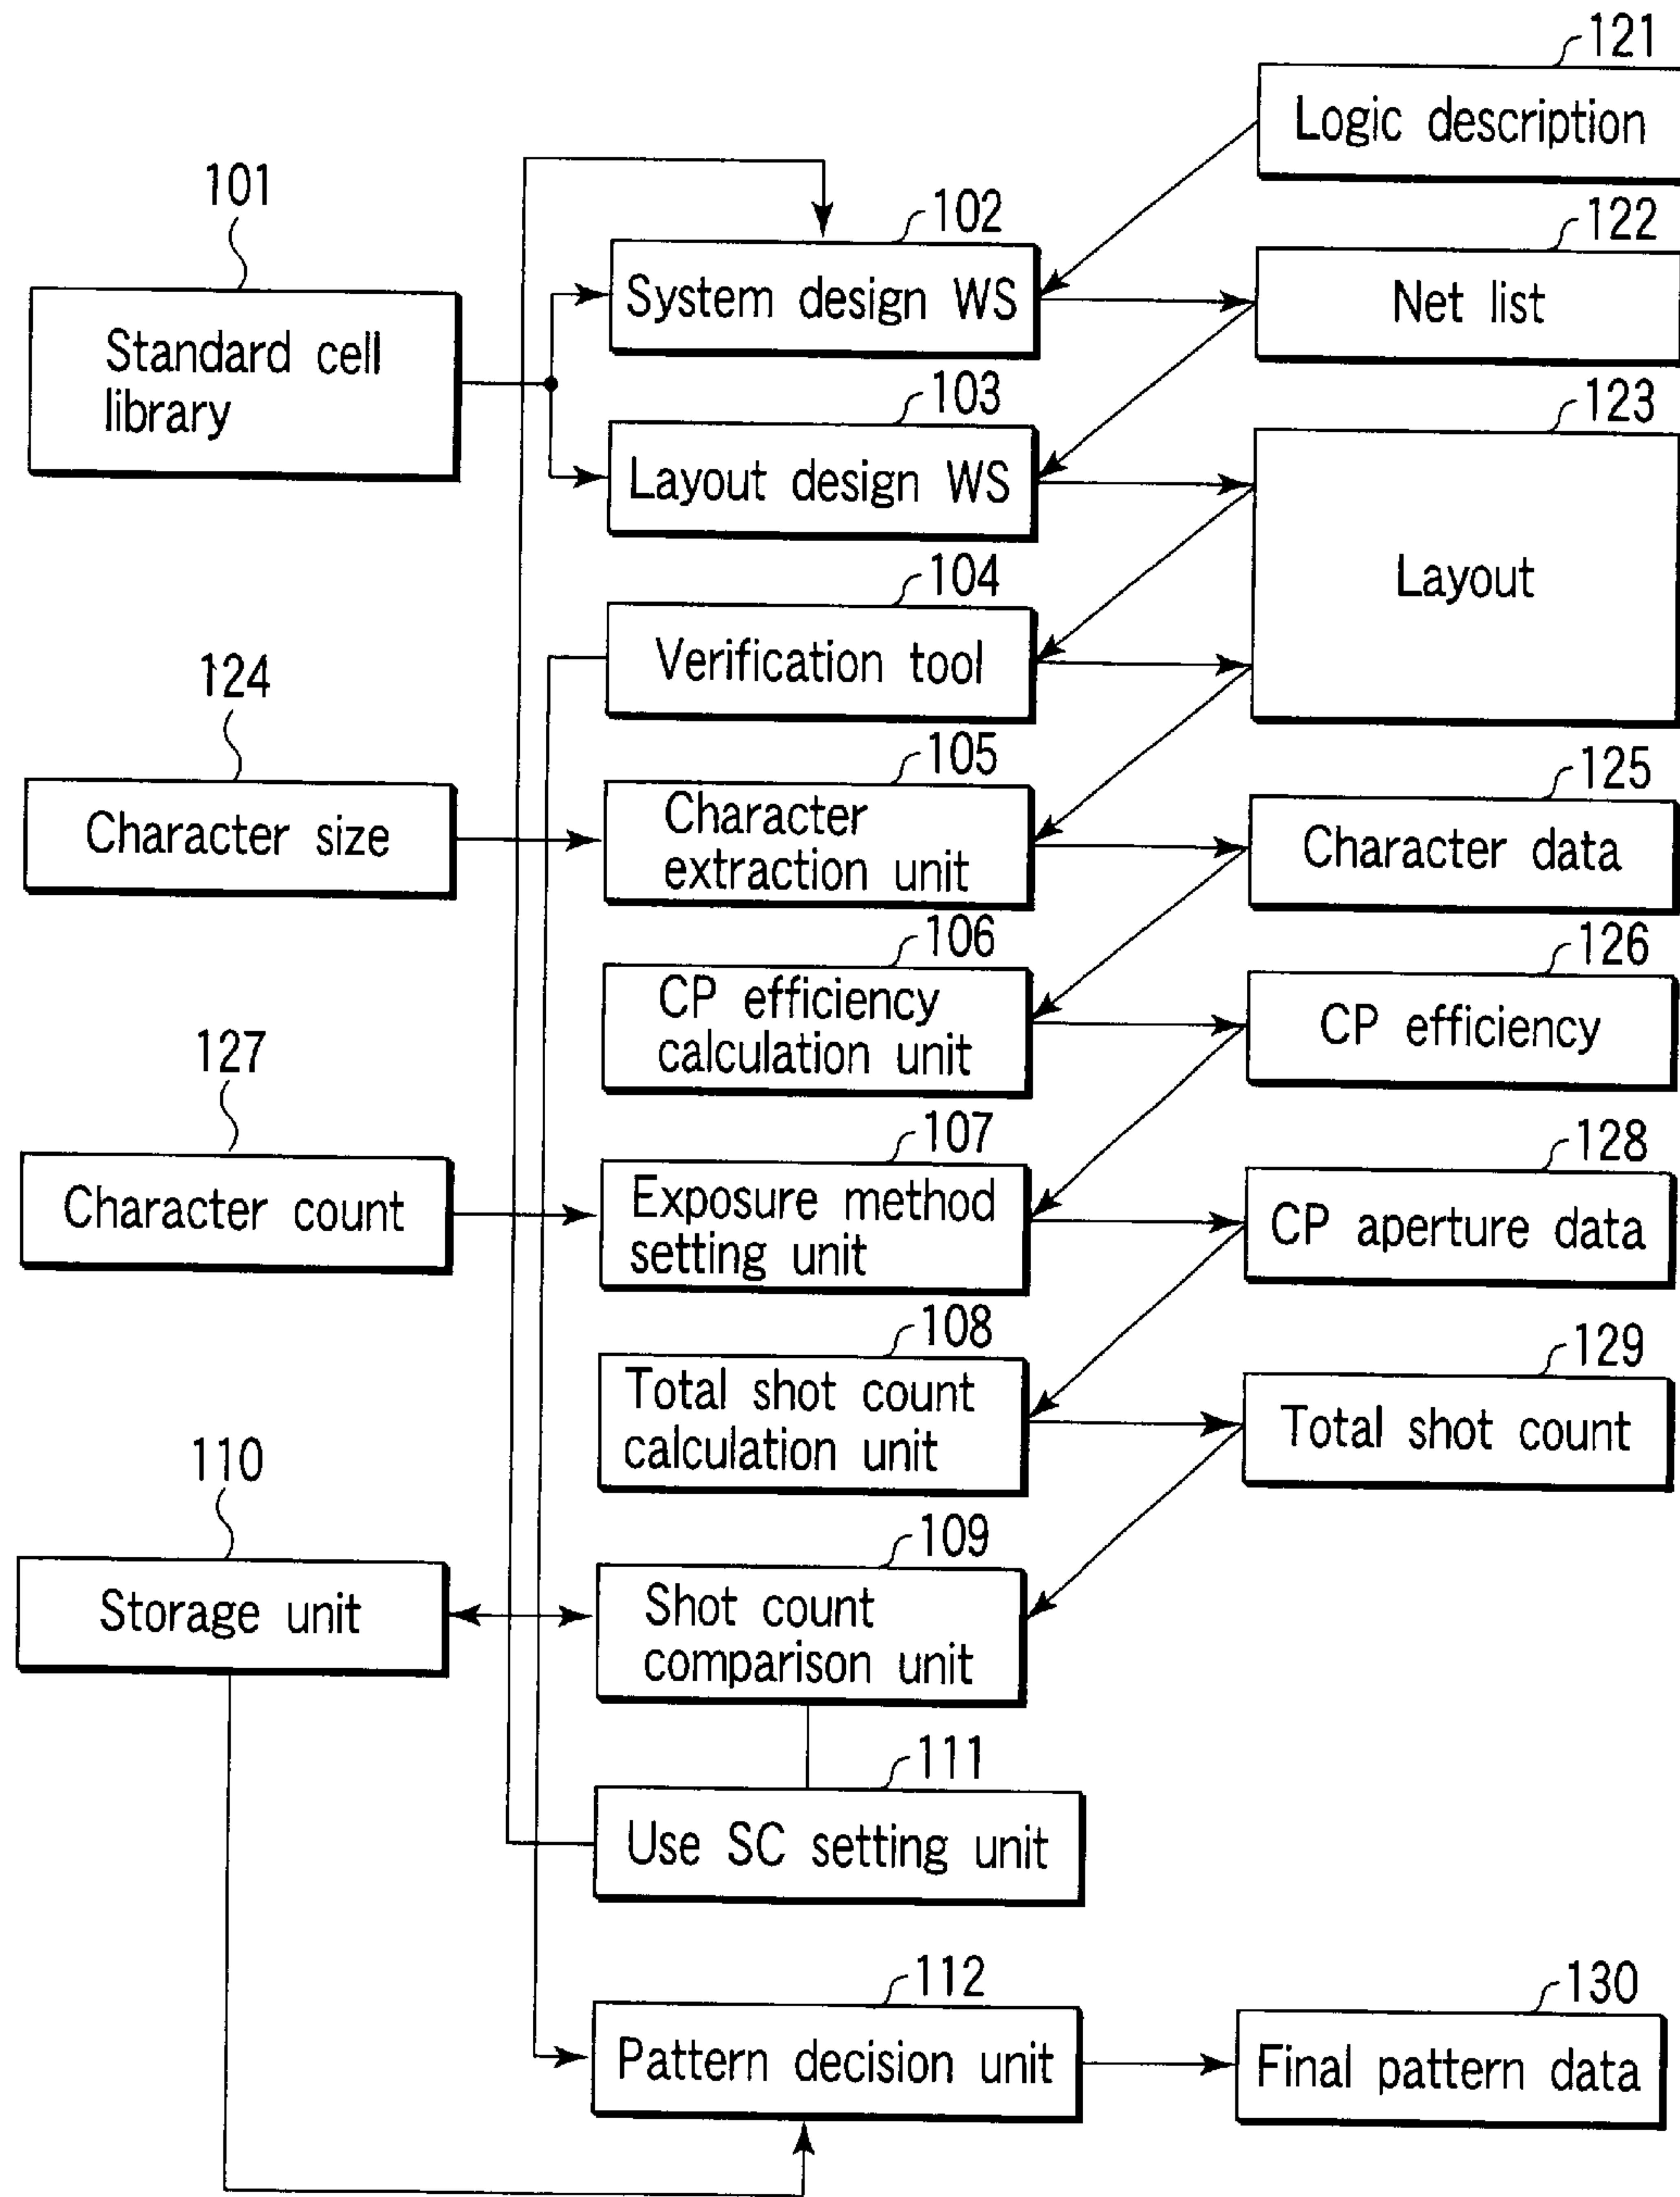 121
Logic description
101
Standard cell
library
102
System design WS
122
Net list
103
Layout design WS
123
Layout
104
Verification tool
124
Character size
105
Character
extraction unit
125
Character data
106
CP efficiency
calculation unit
126
CP efficiency
127
Character count
107
Exposure method
setting unit
128
CP aperture data
108
Total shot count
calculation unit
129
Total shot count
110
Storage unit
109
Shot count
comparison unit
111
Use SC setting unit
112
Pattern decision unit
130
Final pattern data